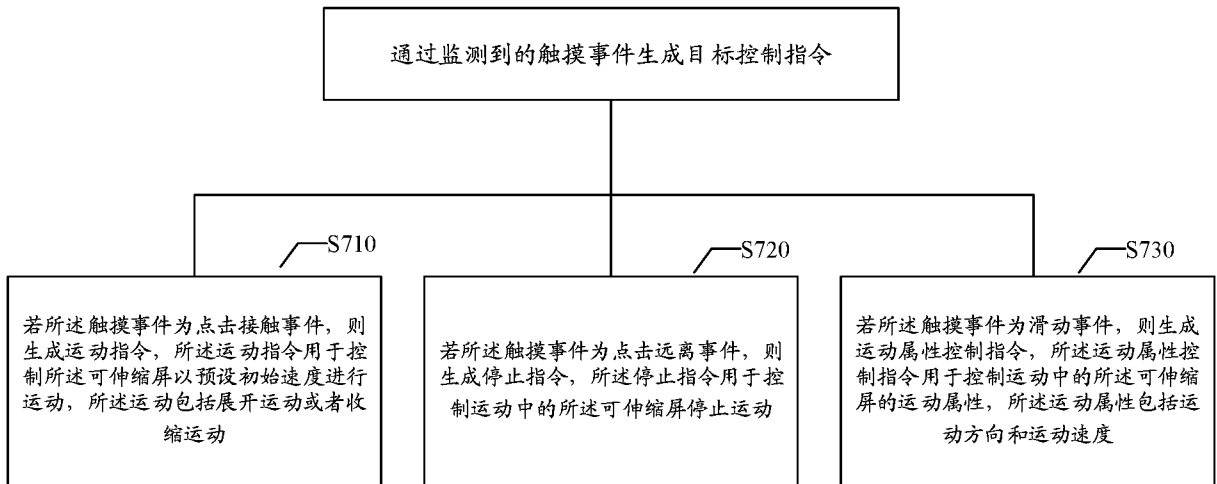 通过监测到的触摸事件生成目标控制指令
S710
若所述触摸事件为点击接触事件，则
生成运动指令，所述运动指令用于控
制所述可伸缩屏以预设初始速度进行
运动，所述运动包括展开运动或者收
缩运动
S720
若所述触摸事件为点击远离事件，则
生成停止指令，所述停止指令用于控
制运动中的所述可伸缩屏停止运动
S730
若所述触摸事件为滑动事件，则生成
运动属性控制指令，所述运动属性控
制指令用于控制运动中的所述可伸缩
屏的运动属性，所述运动属性包括运
动方向和运动速度